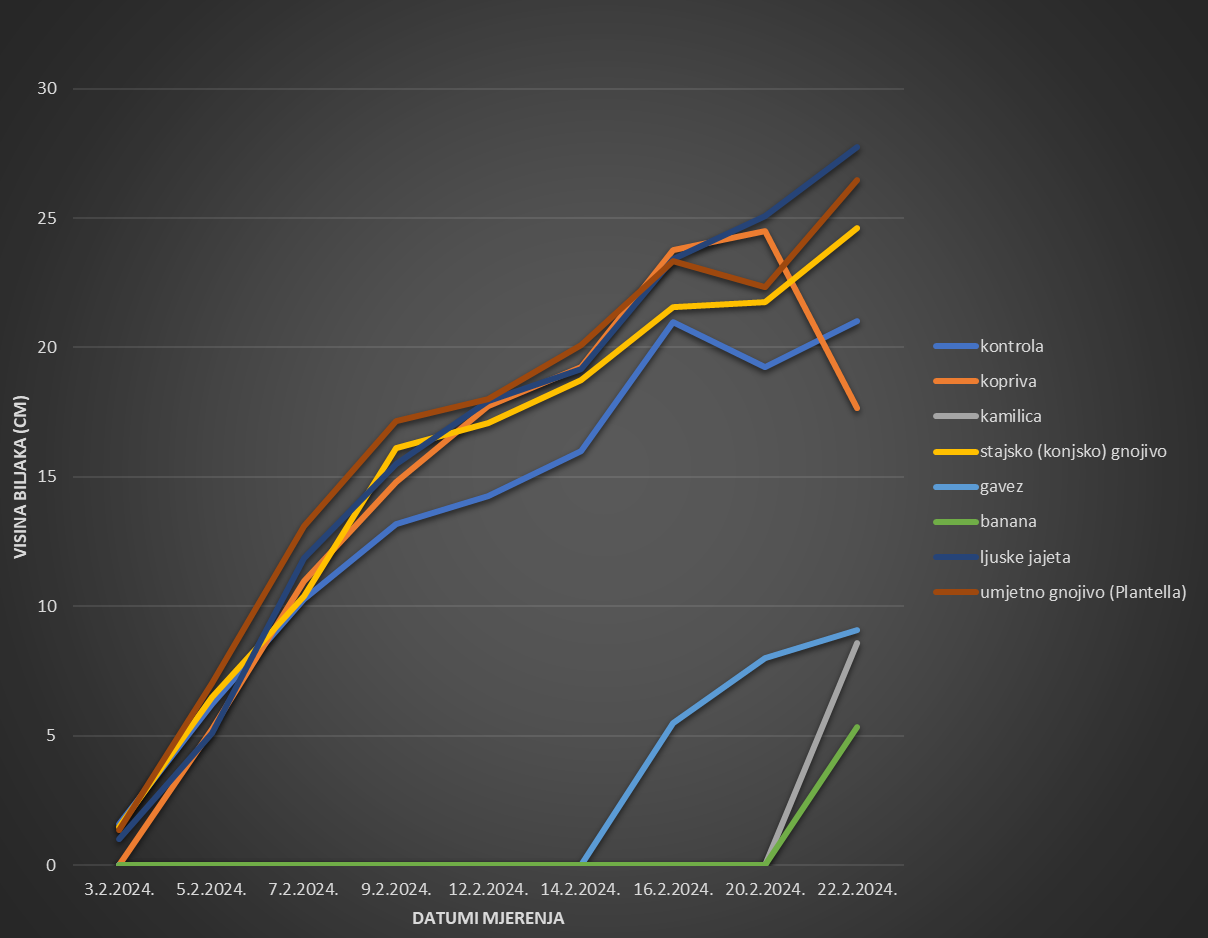 30
25
20
15
10
5
0
VISINA BILJAKA (CM)
3.2.2024. 5.2.2024. 7.2.2024. 9.2.2024. 12.2.2024. 14.2.2024. 16.2.2024. 20.2.2024. 22.2.2024.
DATUMI MJERENJA
kontrola
kopriva
kamilica
stajsko (konjsko) gnojivo
gavez
banana
ljuske jajeta
umjetno gnojivo (Plantella)